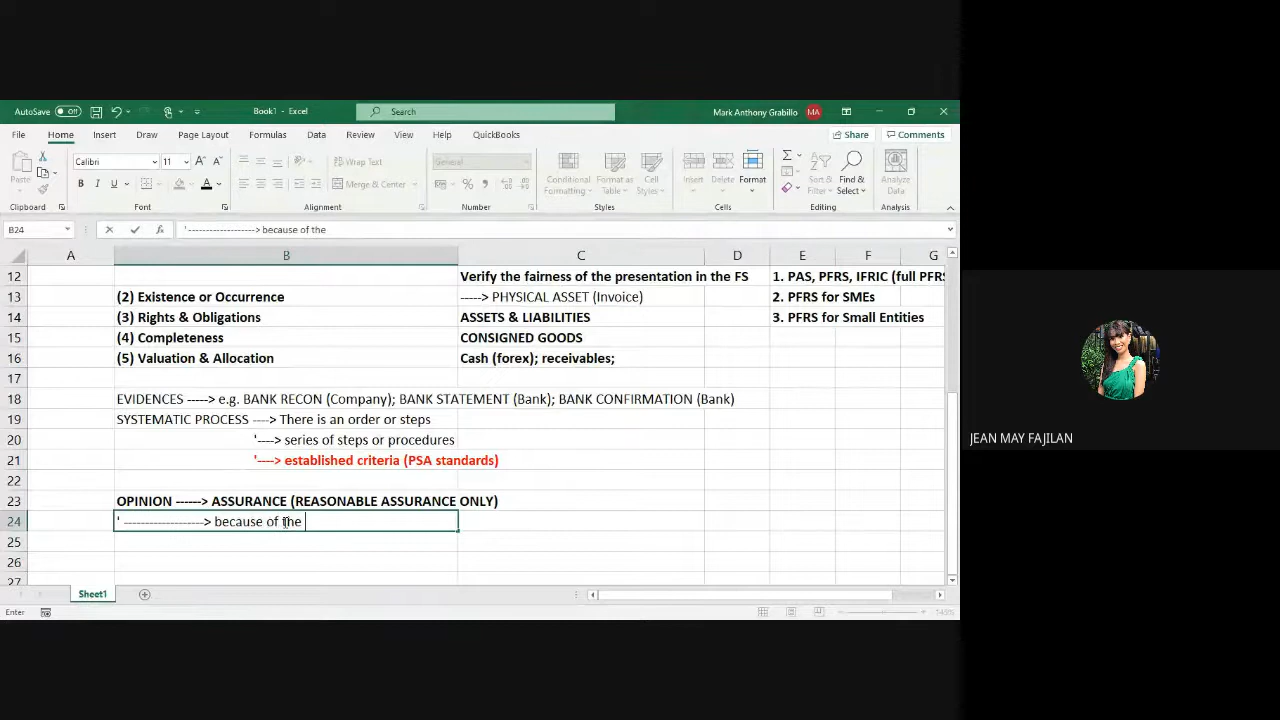 AutoSave Off Book1 - Excel Search Mark Anthony Grabillo MA
File Home Insert Draw Page Layout Formulas Data Review View Help QuickBooks Share Comments
Calibri 11 Wrap Text General
Paste B I U Merge & Center Conditional Formatting Format as Table Cell Styles Insert Delete Format Sort & Filter Find & Select Analyze Data
Clipboard Font Alignment Number Styles Cells Editing Analysis
B24 '-------------------> because of the
A B C D E F G
12 Verify the fairness of the presentation in the FS 1. PAS, PFRS, IFRIC (full PFRS
13 (2) Existence or Occurrence -----> PHYSICAL ASSET (Invoice) 2. PFRS for SMEs
14 (3) Rights & Obligations ASSETS & LIABILITIES 3. PFRS for Small Entities
15 (4) Completeness CONSIGNED GOODS
16 (5) Valuation & Allocation Cash (forex); receivables;
17
18 EVIDENCES -----> e.g. BANK RECON (Company); BANK STATEMENT (Bank); BANK CONFIRMATION (Bank)
19 SYSTEMATIC PROCESS ----> There is an order or steps
20 '----> series of steps or procedures
21 '----> established criteria (PSA standards)
22
23 OPINION ------> ASSURANCE (REASONABLE ASSURANCE ONLY)
24 ' -------------------> because of the
25
26
27
Sheet1
Enter
JEAN MAY FAJILAN